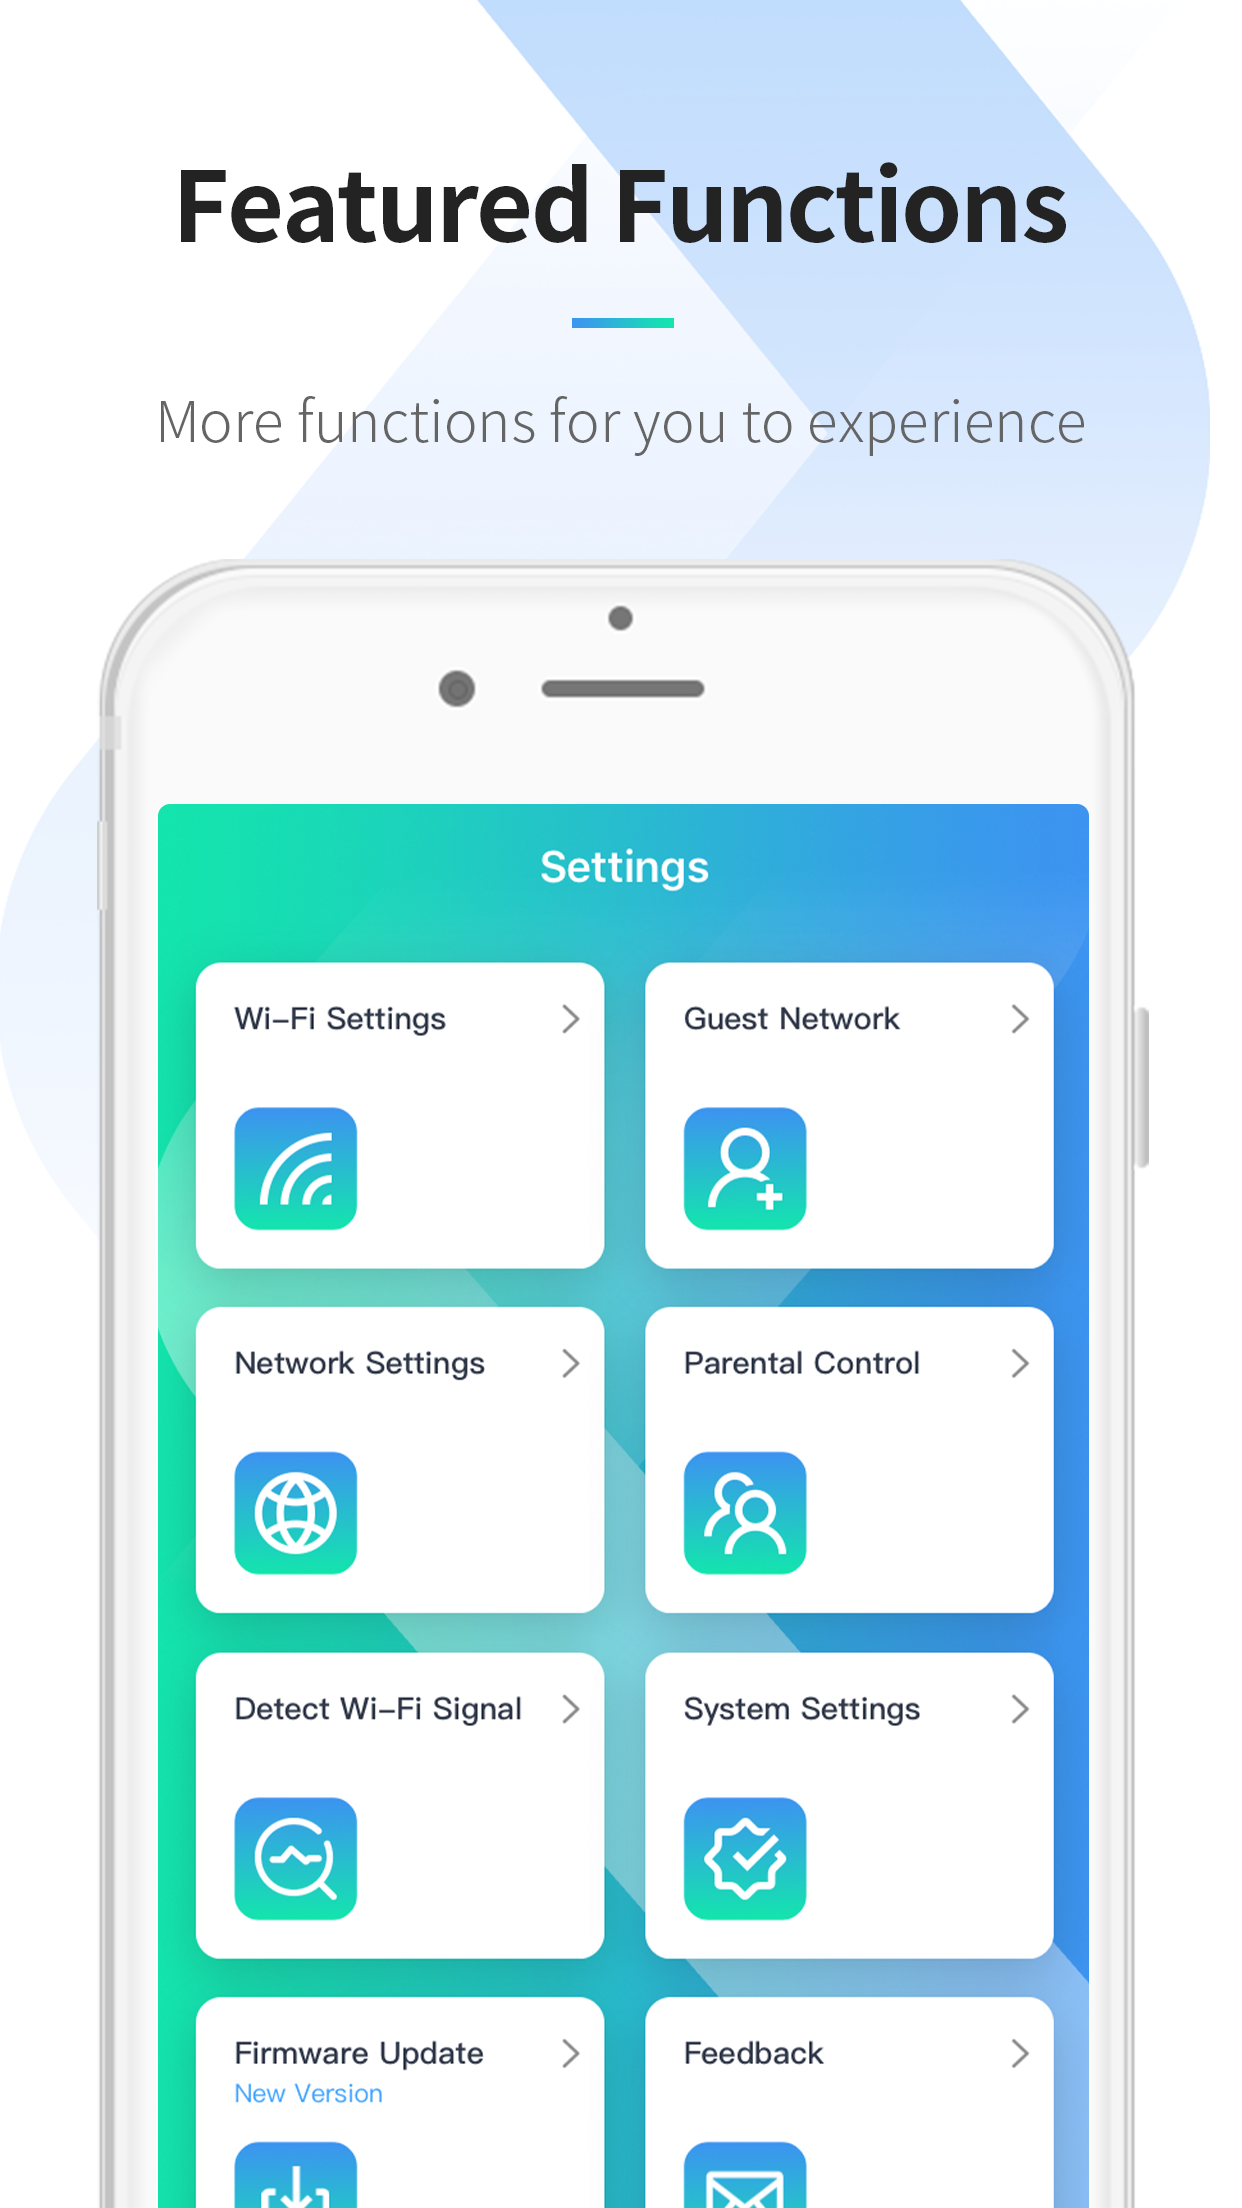 Featured Functions
More functions for you to experience
Settings
Wi-Fi Settings
Guest Network
Network Settings
Parental Control
Detect Wi-Fi Signal
System Settings
Firmware Update
New Version
Feedback